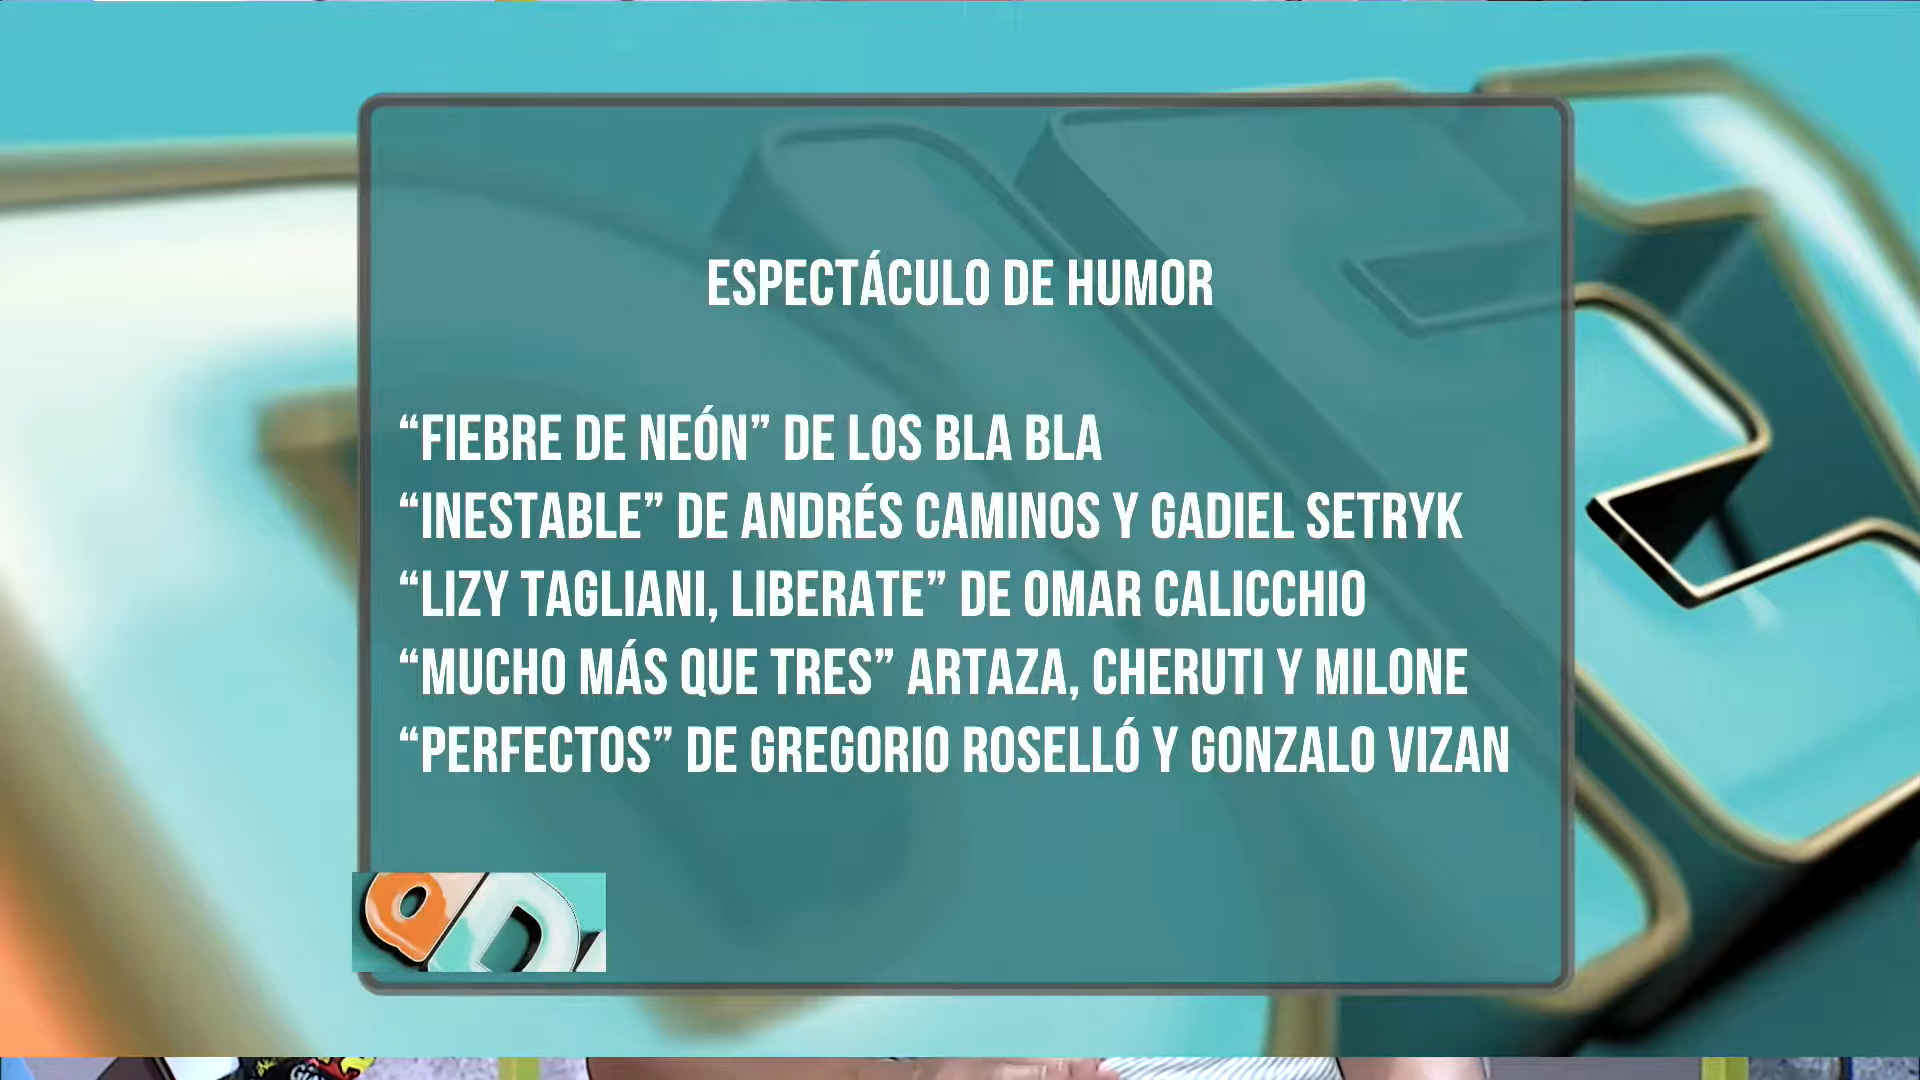 ESPECTÁCULO DE HUMOR
“FIEBRE DE NEÓN” DE LOS BLA BLA
“INESTABLE” DE ANDRÉS CAMINOS Y GADIEL SETRYK
“LIZY TAGLIANI, LIBERATE” DE OMAR CALICCHIO
“MUCHO MÁS QUE TRES” ARTAZA, CHERUTI Y MILONE
“PERFECTOS” DE GREGORIO ROSELLÓ Y GONZALO VIZAN